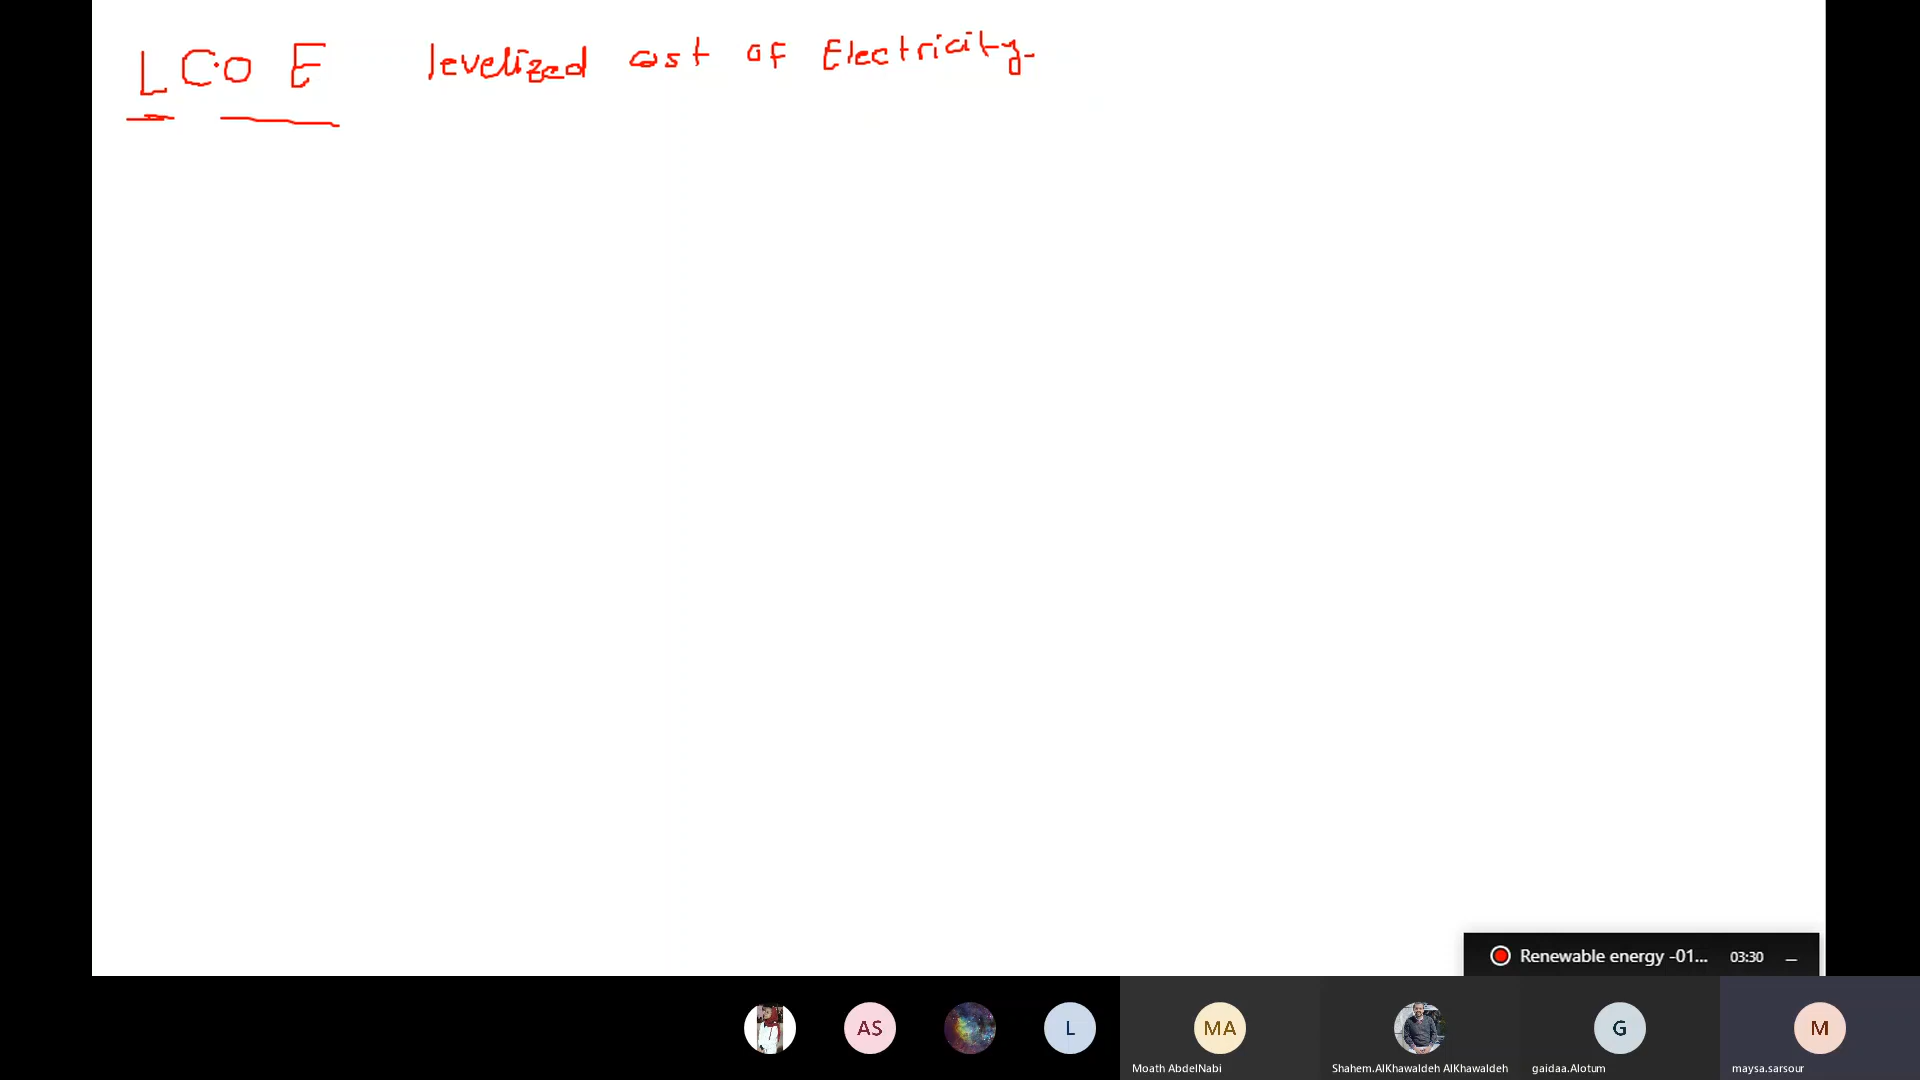 LCOE levelized cost of Electricity.
Renewable energy -01... 03:30
AS L MA G M
Moath AbdelNabi Shahem.AlKhawaldeh AlKhawaldeh gaidaa.Alotum maysa.sarsour